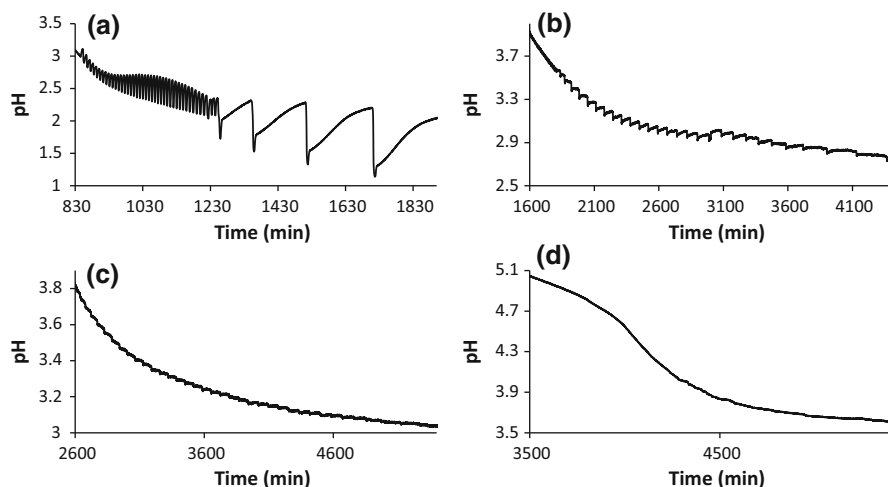 (a)
pH
3.5
3
2.5
2
1.5
1
830 1030 1230 1430 1630 1830
Time (min)
(b)
pH
3.7
3.3
2.9
2.5
1600 2100 2600 3100 3600 4100
Time (min)
(c)
pH
3.8
3.6
3.4
3.2
3
2600 3600 4600
Time (min)
(d)
pH
5.1
4.7
4.3
3.9
3.5
3500 4500
Time (min)